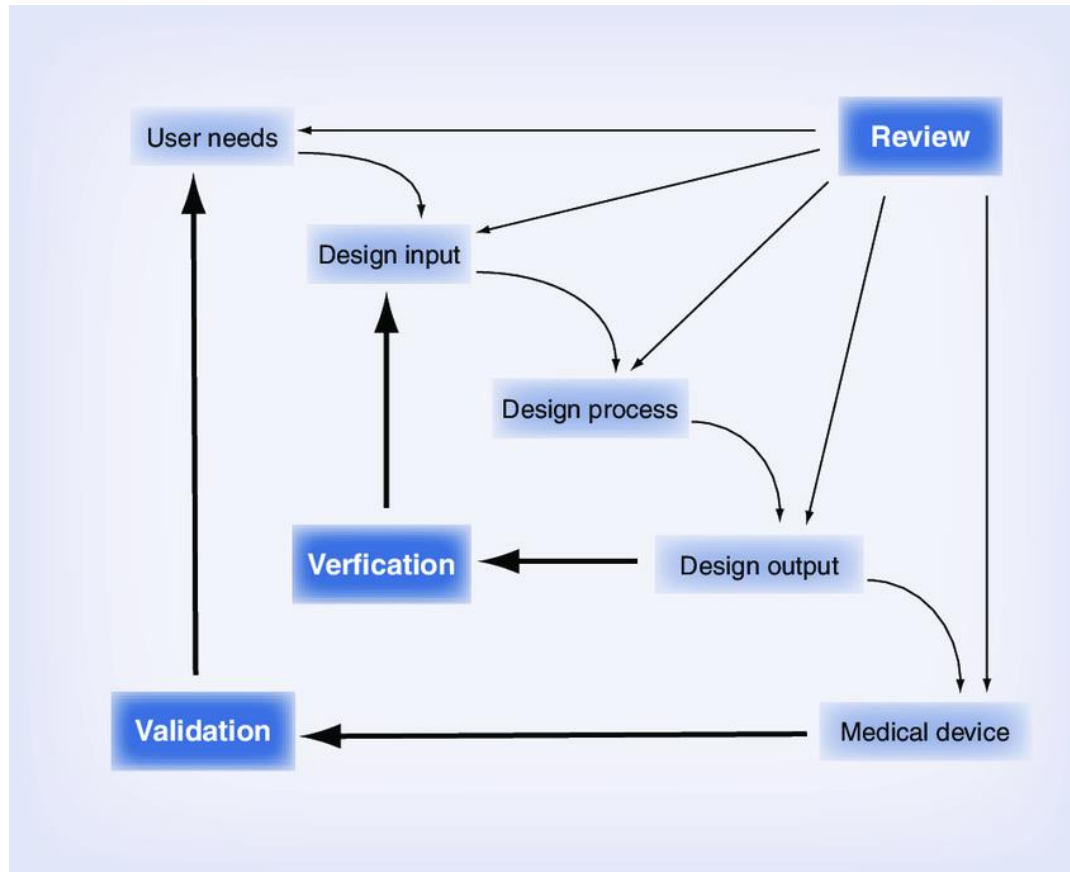 User needs
Review
Design input
Design process
Verfication
Design output
Validation
Medical device